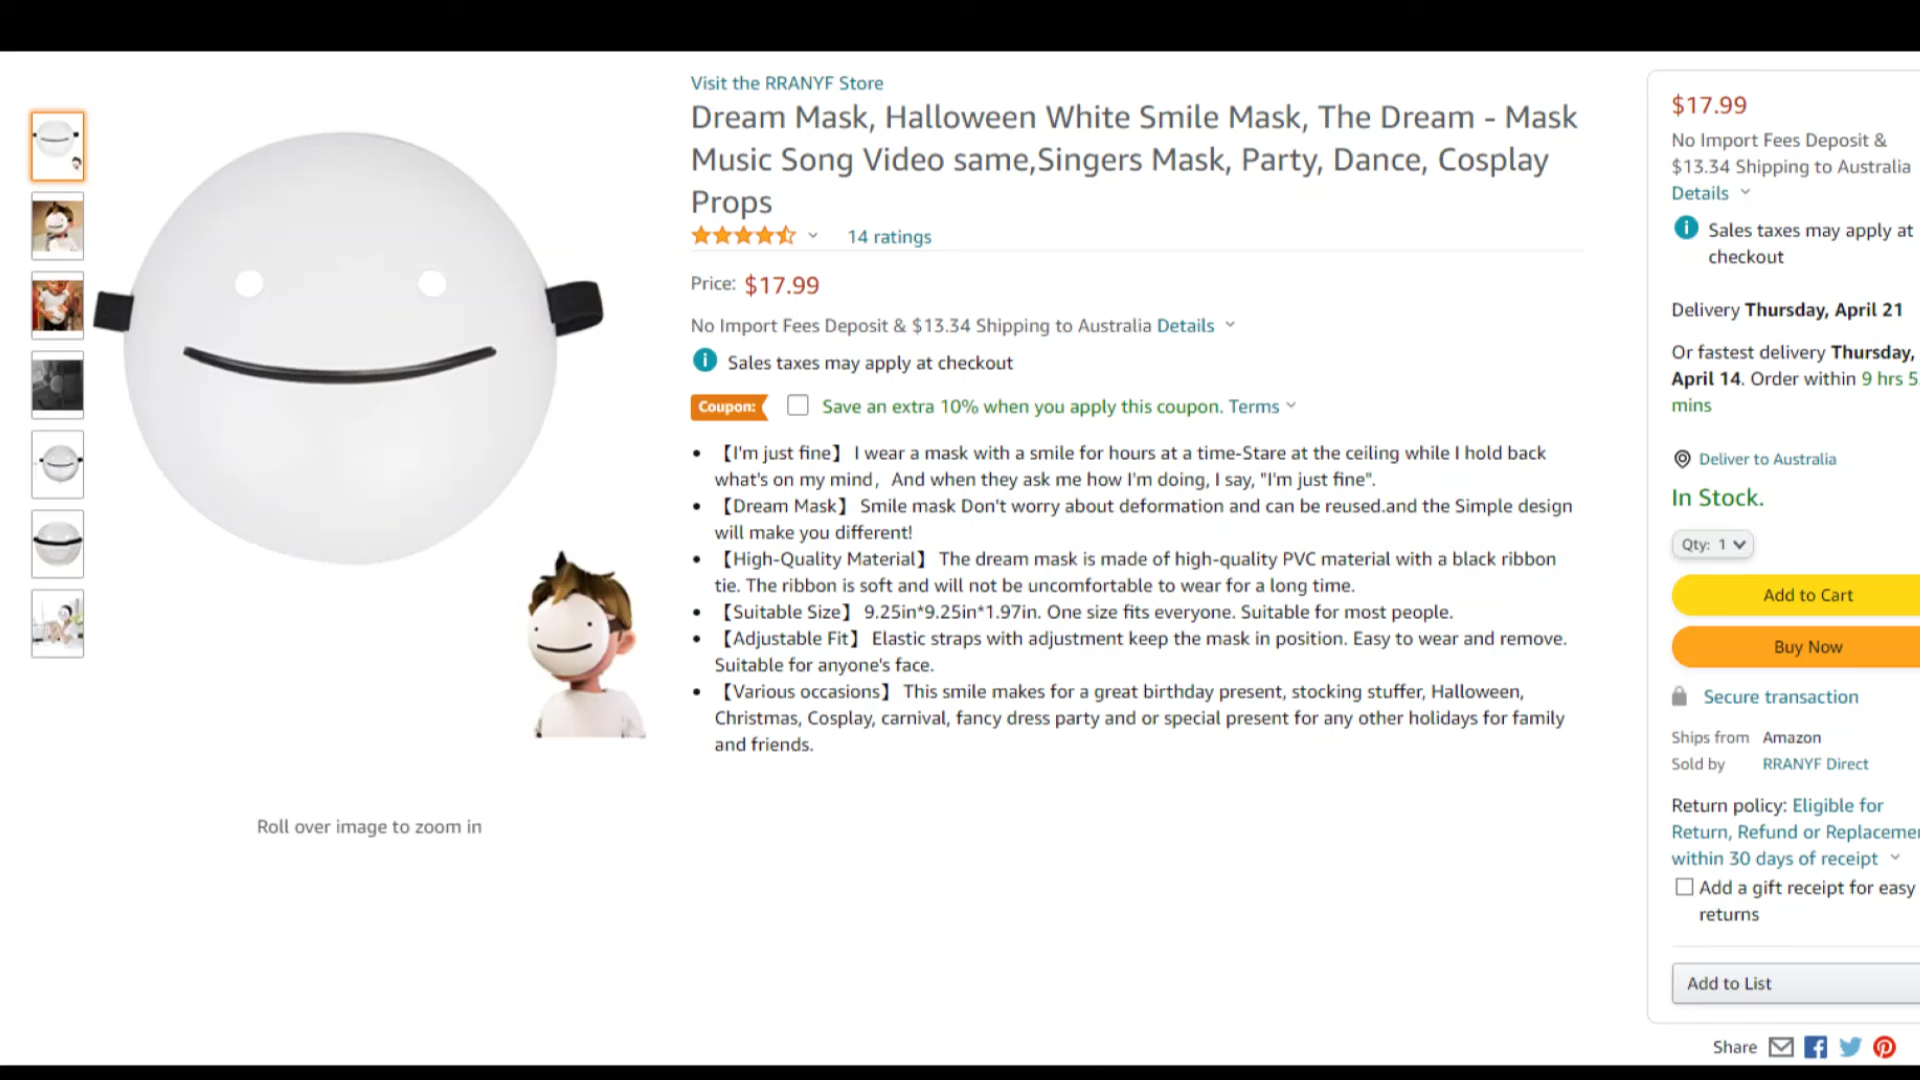 Visit the RRANYF Store
Dream Mask, Halloween White Smile Mask, The Dream - Mask
Music Song Video same,Singers Mask, Party, Dance, Cosplay
Props
14 ratings
Price: $17.99
No Import Fees Deposit & $13.34 Shipping to Australia Details
Sales taxes may apply at checkout
Coupon: Save an extra 10% when you apply this coupon. Terms
【I'm just fine】 I wear a mask with a smile for hours at a time-Stare at the ceiling while I hold back
what's on my mind，And when they ask me how I'm doing, I say, "I'm just fine".
【Dream Mask】 Smile mask Don't worry about deformation and can be reused.and the Simple design
will make you different!
【High-Quality Material】 The dream mask is made of high-quality PVC material with a black ribbon
tie. The ribbon is soft and will not be uncomfortable to wear for a long time.
【Suitable Size】 9.25in*9.25in*1.97in. One size fits everyone. Suitable for most people.
【Adjustable Fit】 Elastic straps with adjustment keep the mask in position. Easy to wear and remove.
Suitable for anyone's face.
【Various occasions】 This smile makes for a great birthday present, stocking stuffer, Halloween,
Christmas, Cosplay, carnival, fancy dress party and or special present for any other holidays for family
and friends.
Roll over image to zoom in
$17.99
No Import Fees Deposit &
$13.34 Shipping to Australia
Details
Sales taxes may apply at
checkout
Delivery Thursday, April 21
Or fastest delivery Thursday,
April 14. Order within 9 hrs 5
mins
Deliver to Australia
In Stock.
Qty: 1
Add to Cart
Buy Now
Secure transaction
Ships from Amazon
Sold by RRANYF Direct
Return policy: Eligible for
Return, Refund or Replaceme
within 30 days of receipt
Add a gift receipt for easy
returns
Add to List
Share